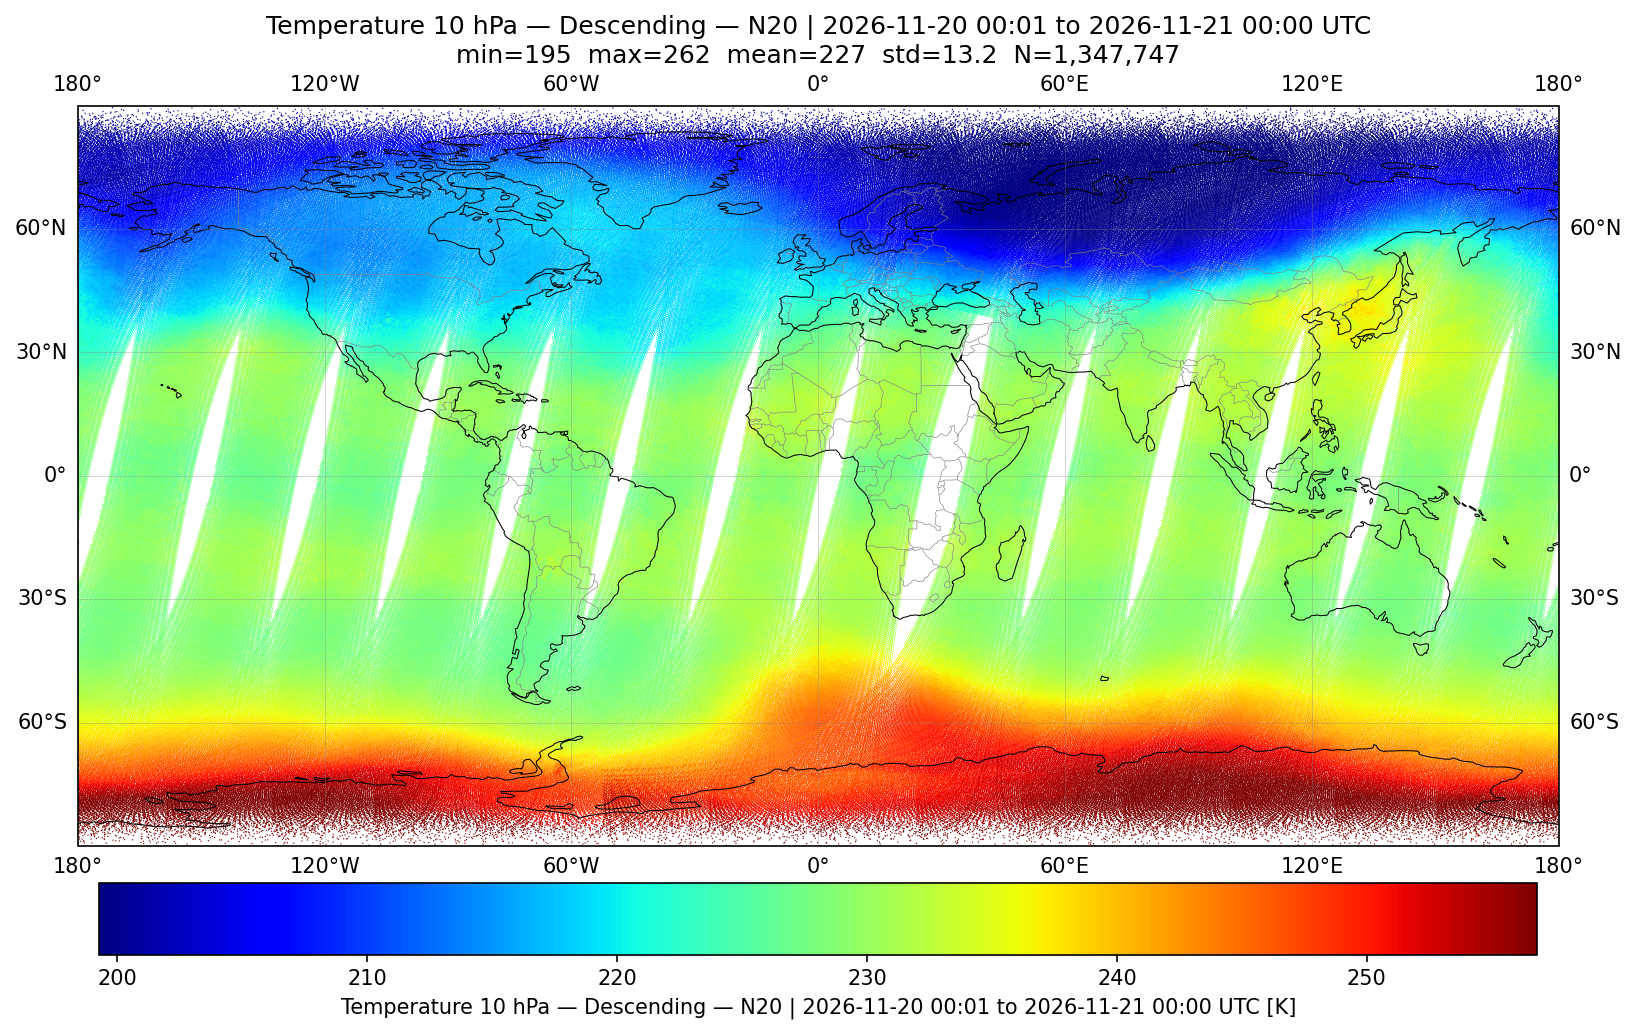 Temperature 10 hPa — Descending — N20 | 2026-11-20 00:01 to 2026-11-21 00:00 UTC
min=195  max=262  mean=227  std=13.2  N=1,347,747
180° 120°W 60°W 0° 60°E 120°E 180°
60°N 60°N
30°N 30°N
0° 0°
30°S 30°S
60°S 60°S
180° 120°W 60°W 0° 60°E 120°E 180°
200 210 220 230 240 250
Temperature 10 hPa — Descending — N20 | 2026-11-20 00:01 to 2026-11-21 00:00 UTC [K]